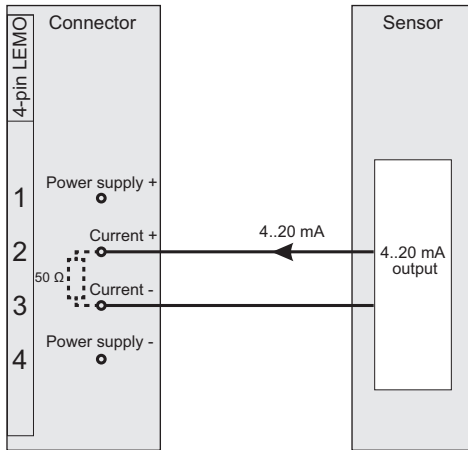 Connector
Sensor
4-pin LEMO
1
Power supply +
2
Current +
4..20 mA
4..20 mA
output
50 Ω
3
Current -
4
Power supply -